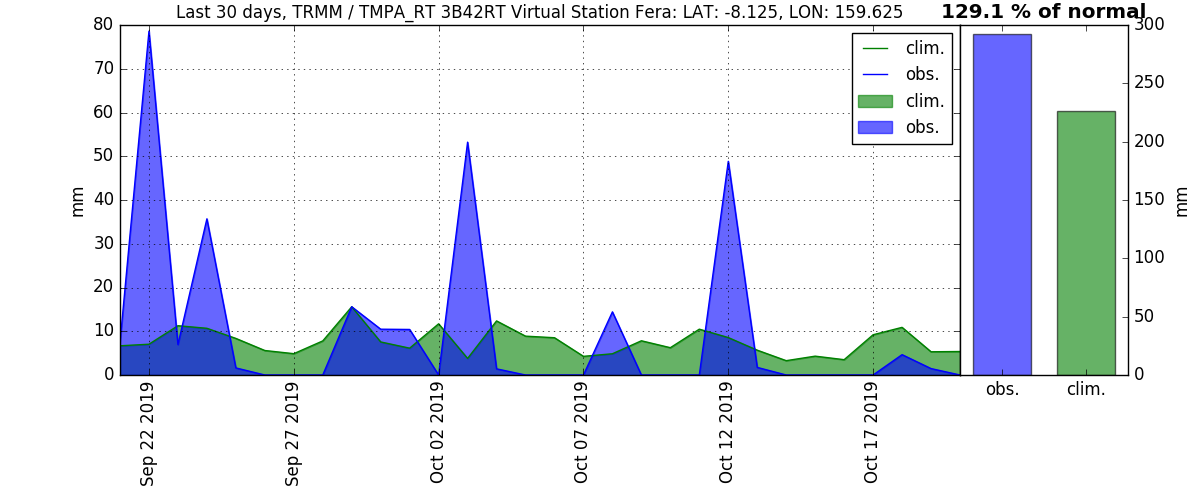 Last 30 days, TRMM / TMPA_RT 3B42RT Virtual Station Fera: LAT: -8.125, LON: 159.625
129.1 % of normal
80
70
60
50
40
30
20
10
0
mm
clim.
obs.
clim.
obs.
Sep 22 2019
Sep 27 2019
Oct 02 2019
Oct 07 2019
Oct 12 2019
Oct 17 2019
300
250
200
150
100
50
0
mm
obs.
clim.